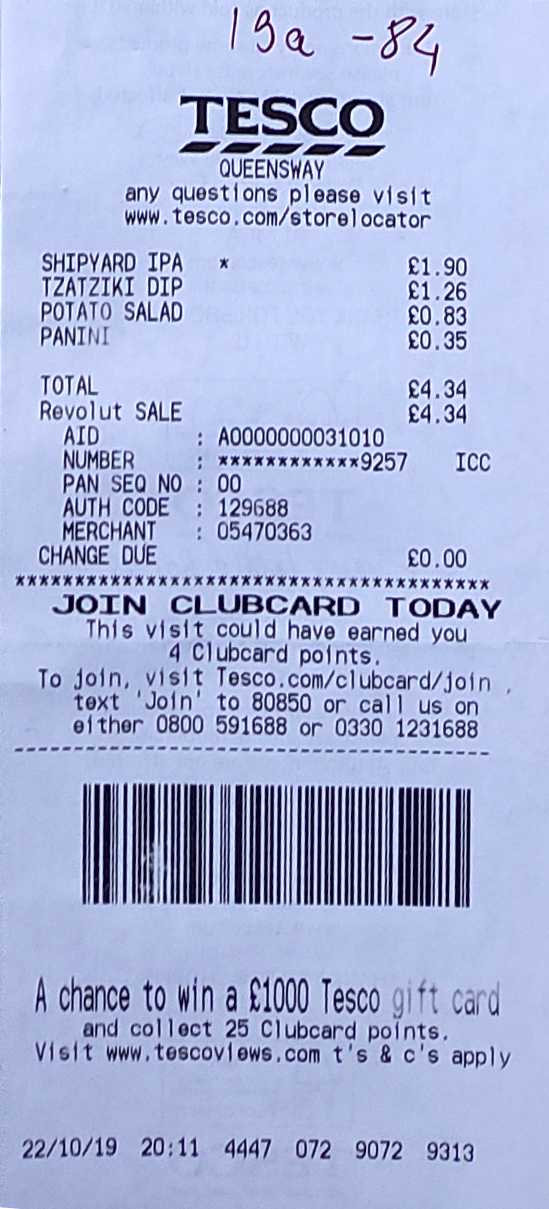 19a - 84
TESCO
QUEENSWAY
any questions please visit
www.tesco.com/storelocator
SHIPYARD IPA * £1.90
TZATZIKI DIP £1.26
POTATO SALAD £0.83
PANINI £0.35
TOTAL £4.34
Revolut SALE £4.34
AID : A0000000031010
NUMBER : ************9257 ICC
PAN SEQ NO : 00
AUTH CODE : 129688
MERCHANT : 05470363
CHANGE DUE £0.00
****************************************
JOIN CLUBCARD TODAY
This visit could have earned you
4 Clubcard points.
To join, visit Tesco.com/clubcard/join ,
text 'Join' to 80850 or call us on
either 0800 591688 or 0330 1231688
----------------------------------------
A chance to win a £1000 Tesco gift card
and collect 25 Clubcard points.
Visit www.tescoviews.com t's & c's apply
22/10/19 20:11 4447 072 9072 9313